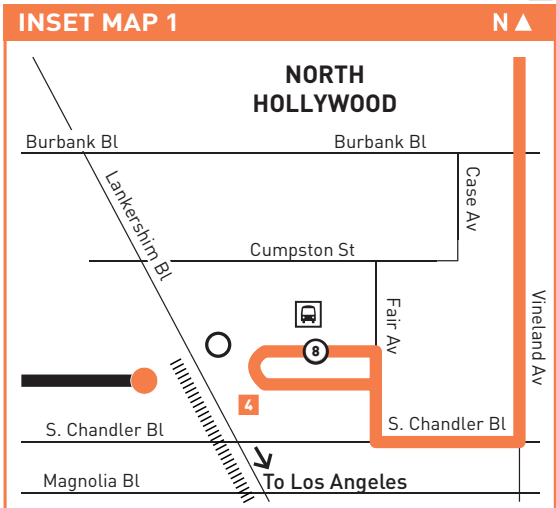 INSET MAP 1
N
NORTH
HOLLYWOOD
Burbank Bl
Burbank Bl
Lankershim Bl
Case Av
Cumpston St
Fair Av
Vineland Av
8
4
S. Chandler Bl
S. Chandler Bl
Magnolia Bl
To Los Angeles